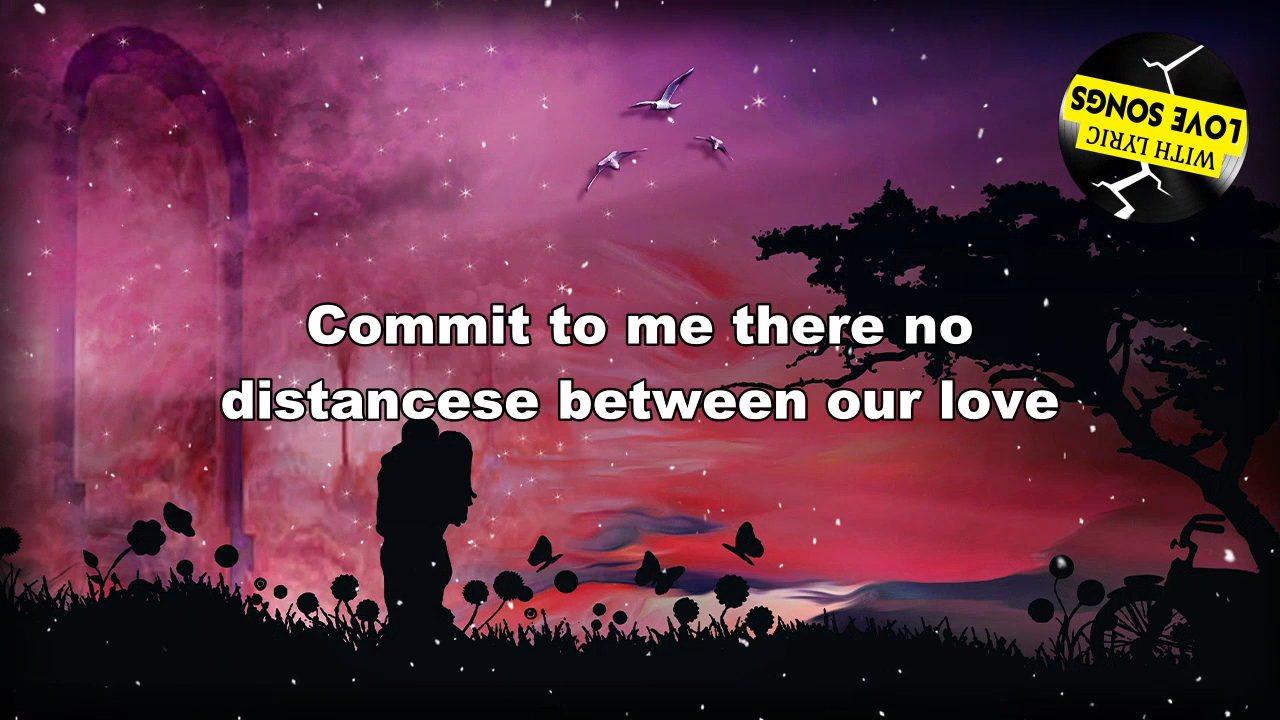 LOVE SONGS
WITH LYRIC
Commit to me there no
distancese between our love